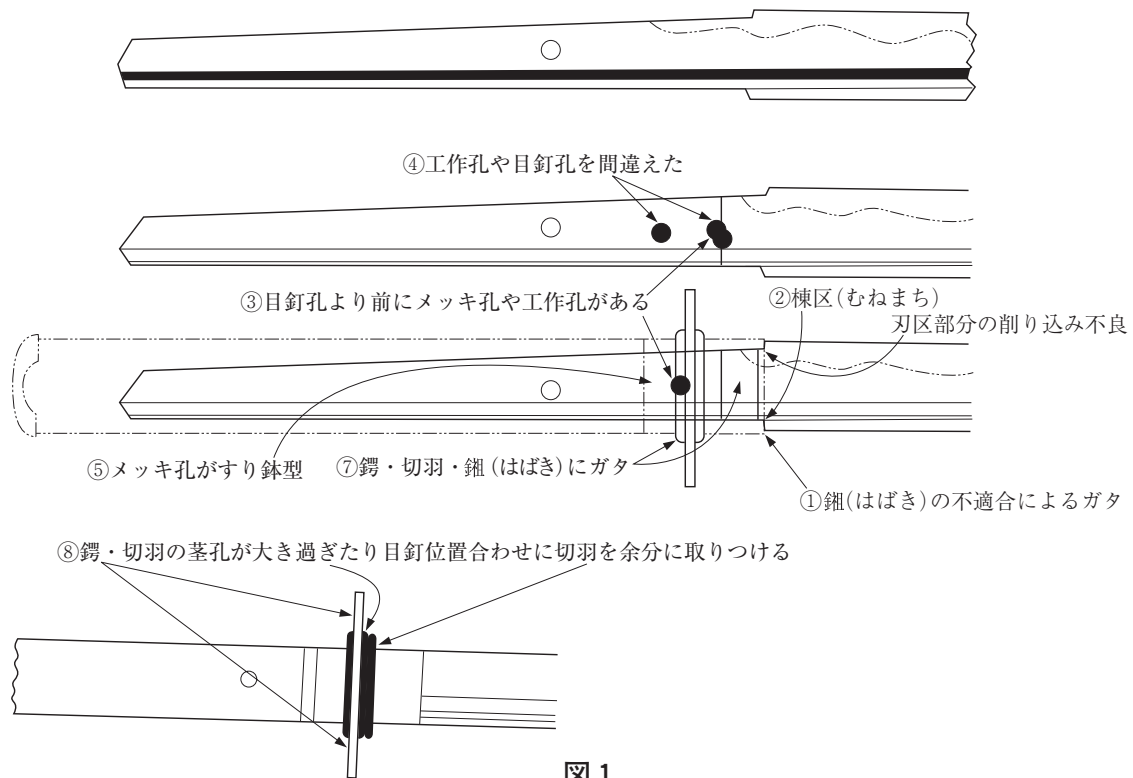 ④工作孔や目釘孔を間違えた
③目釘孔より前にメッキ孔や工作孔がある
②棟区(むねまち)
刃区部分の削り込み不良
⑤メッキ孔がすり鉢型
⑦鍔・切羽・鎺(はばき)にガタ
①鎺(はばき)の不適合によるガタ
⑧鍔・切羽の茎孔が大き過ぎたり目釘位置合わせに切羽を余分に取りつける
図1